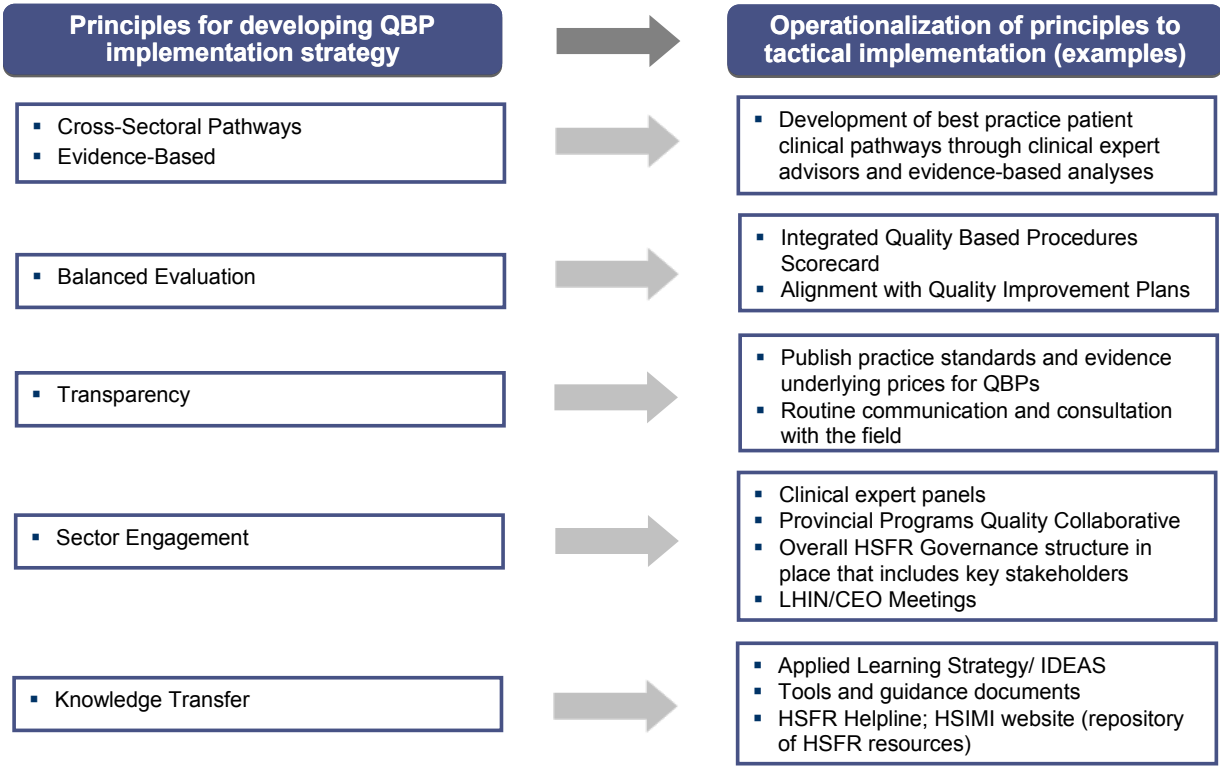 Principles for developing QBP
implementation strategy
Operationalization of principles to
tactical implementation (examples)
▪ Cross-Sectoral Pathways
▪ Evidence-Based
▪ Development of best practice patient
clinical pathways through clinical expert
advisors and evidence-based analyses
▪ Balanced Evaluation
▪ Integrated Quality Based Procedures
Scorecard
▪ Alignment with Quality Improvement Plans
▪ Transparency
▪ Publish practice standards and evidence
underlying prices for QBPs
▪ Routine communication and consultation
with the field
▪ Sector Engagement
▪ Clinical expert panels
▪ Provincial Programs Quality Collaborative
▪ Overall HSFR Governance structure in
place that includes key stakeholders
▪ LHIN/CEO Meetings
▪ Knowledge Transfer
▪ Applied Learning Strategy/ IDEAS
▪ Tools and guidance documents
▪ HSFR Helpline; HSIMI website (repository
of HSFR resources)